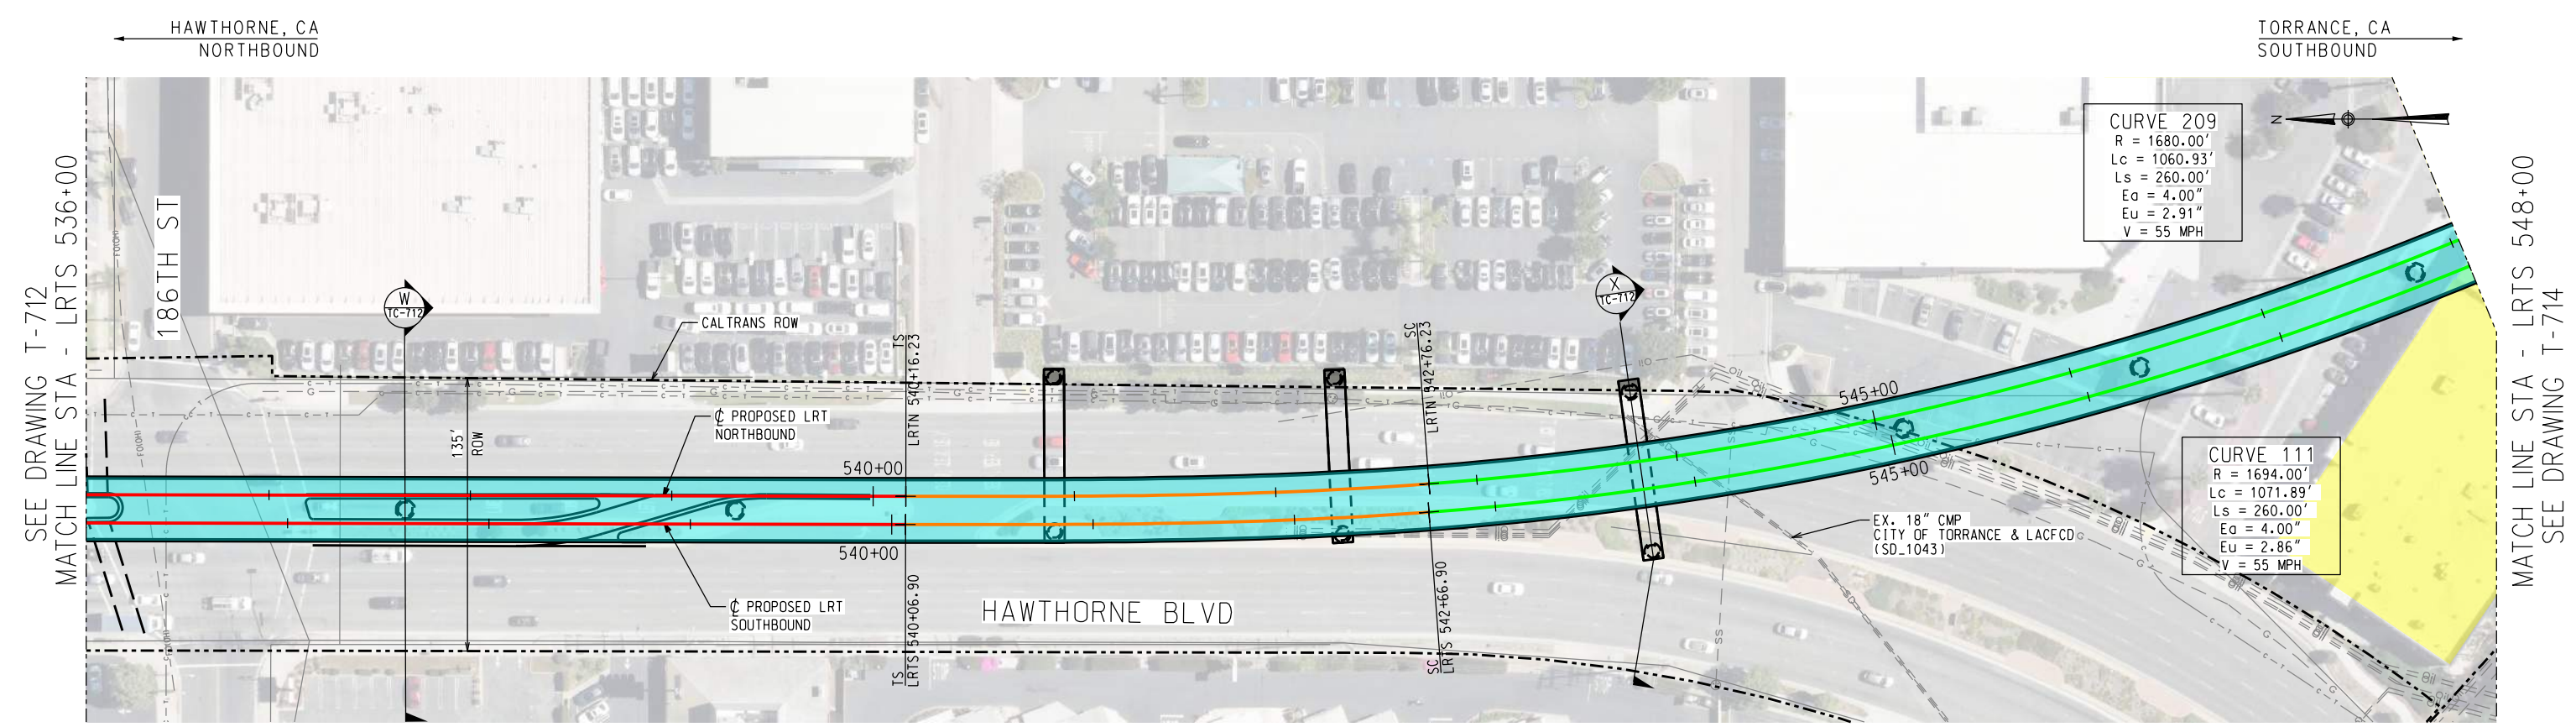 HAWTHORNE, CA
NORTHBOUND
TORRANCE, CA
SOUTHBOUND
SEE DRAWING T-712
MATCH LINE STA - LRTS 536+00
186TH ST
W
TC-712
CALTRANS ROW
135'
ROW
℄ PROPOSED LRT
NORTHBOUND
540+00
540+00
℄ PROPOSED LRT
SOUTHBOUND
TS
LRTN 540+16.23
TS
LRTS 540+06.90
HAWTHORNE BLVD
SC
LRTN 542+76.23
SC
LRTS 542+66.90
X
TC-712
545+00
545+00
EX. 18" CMP
CITY OF TORRANCE & LACFCD
(SD_1043)
CURVE 209
R = 1680.00'
Lc = 1060.93'
Ls = 260.00'
Ea = 4.00"
Eu = 2.91"
V = 55 MPH
N
CURVE 111
R = 1694.00'
Lc = 1071.89'
Ls = 260.00'
Ea = 4.00"
Eu = 2.86"
V = 55 MPH
MATCH LINE STA - LRTS 548+00
SEE DRAWING T-714